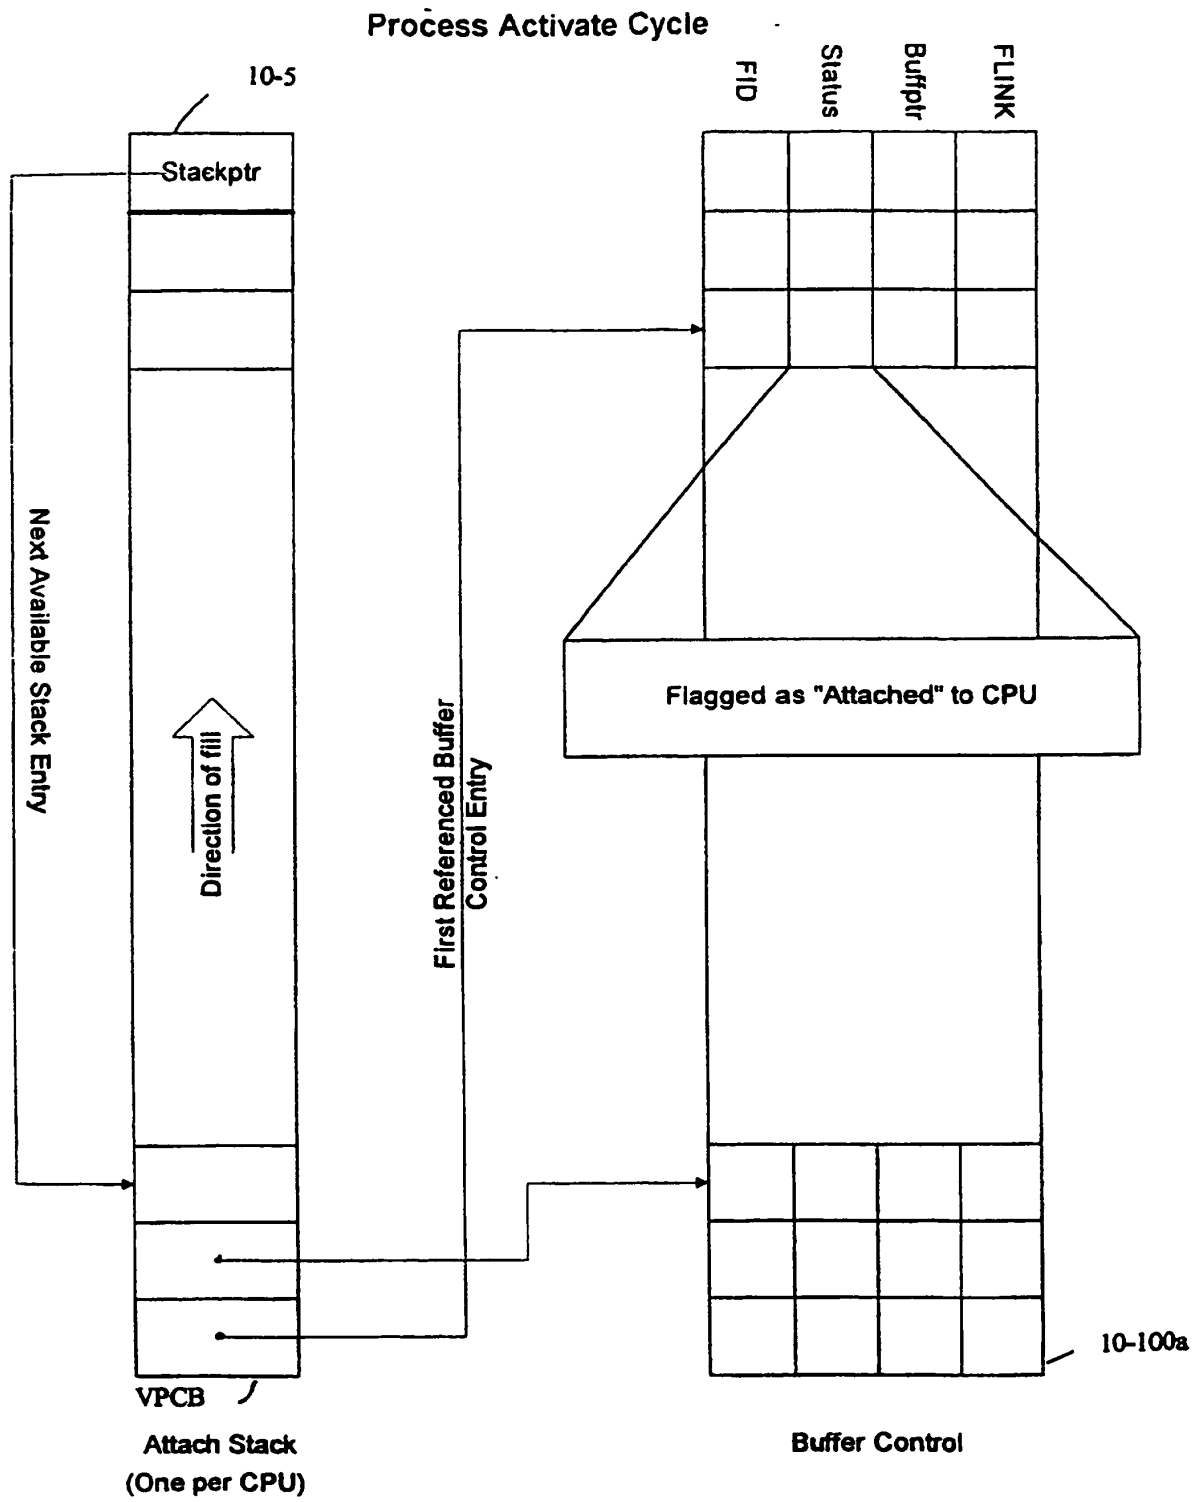 Process Activate Cycle
10-5
FID
Status
Buffptr
FLINK
Stackptr
Next Available Stack Entry
Direction of fill
First Referenced Buffer
Control Entry
Flagged as "Attached" to CPU
10-100a
VPCB
Attach Stack
(One per CPU)
Buffer Control